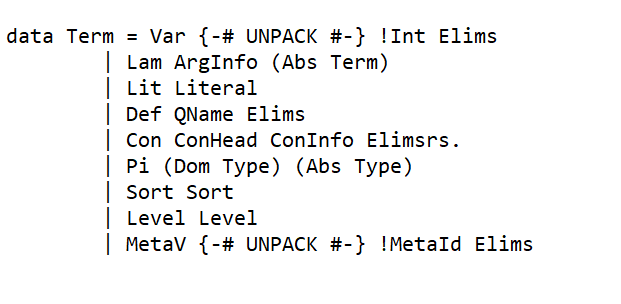 data Term = Var {-# UNPACK #-} !Int Elims
| Lam ArgInfo (Abs Term)
| Lit Literal
| Def QName Elims
| Con ConHead ConInfo Elimsrs.
| Pi (Dom Type) (Abs Type)
| Sort Sort
| Level Level
| MetaV {-# UNPACK #-} !MetaId Elims